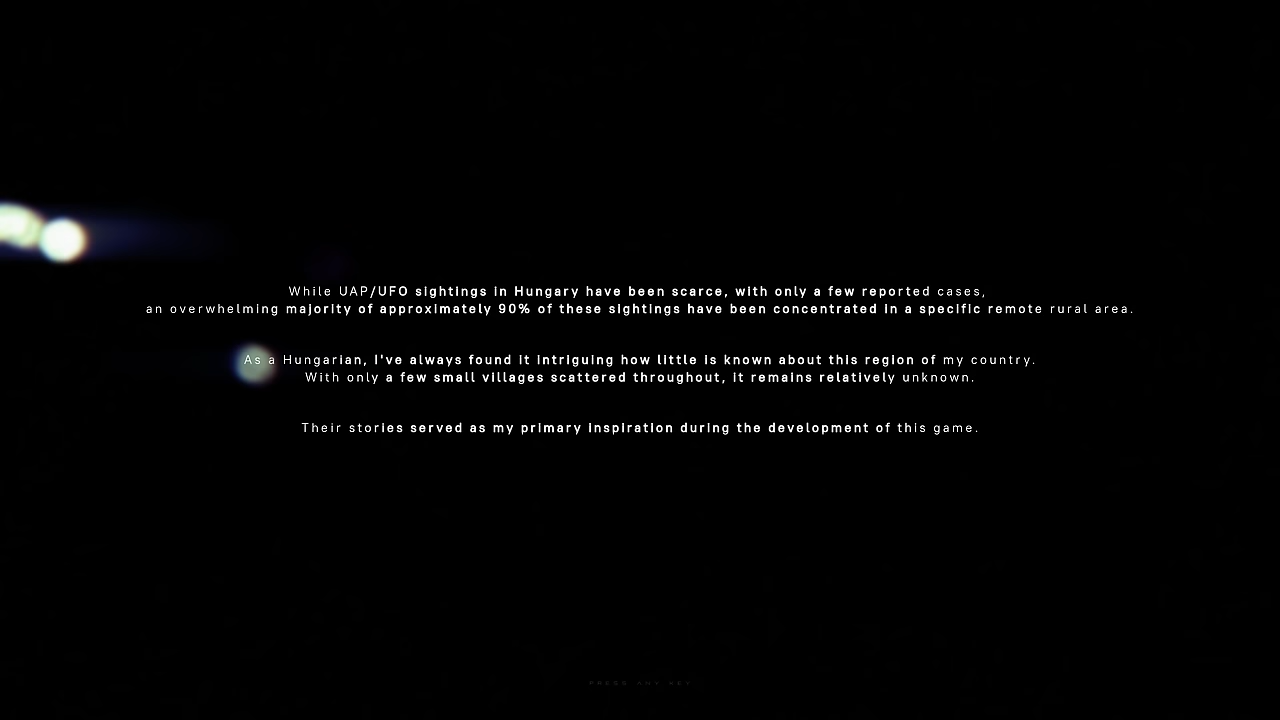 While UAP/UFO sightings in Hungary have been scarce, with only a few reported cases,
an overwhelming majority of approximately 90% of these sightings have been concentrated in a specific remote rural area.
As a Hungarian, I've always found it intriguing how little is known about this region of my country.
With only a few small villages scattered throughout, it remains relatively unknown.
Their stories served as my primary inspiration during the development of this game.
PRESS ANY KEY